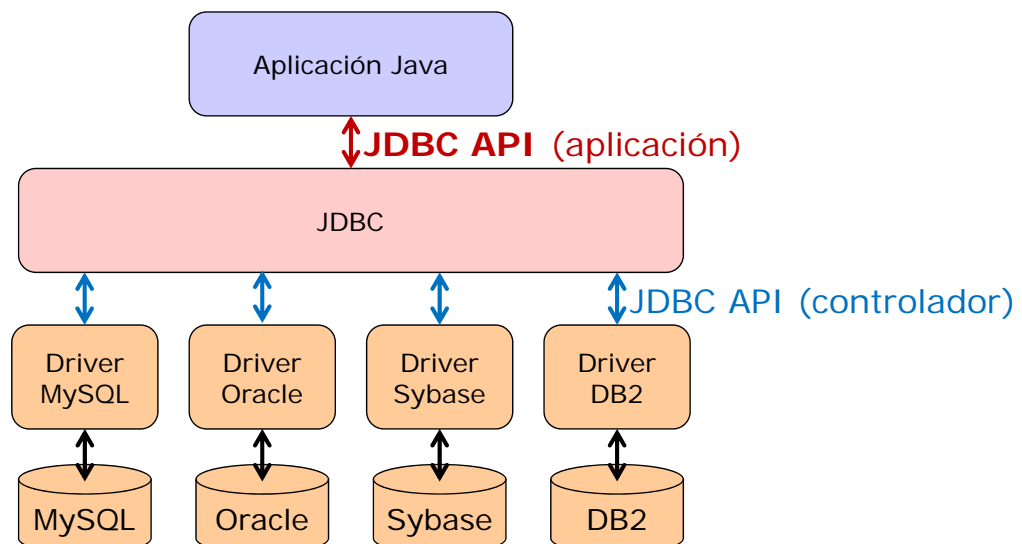 Aplicación Java
JDBC API (aplicación)
JDBC
JDBC API (controlador)
Driver
MySQL
Driver
Oracle
Driver
Sybase
Driver
DB2
MySQL
Oracle
Sybase
DB2